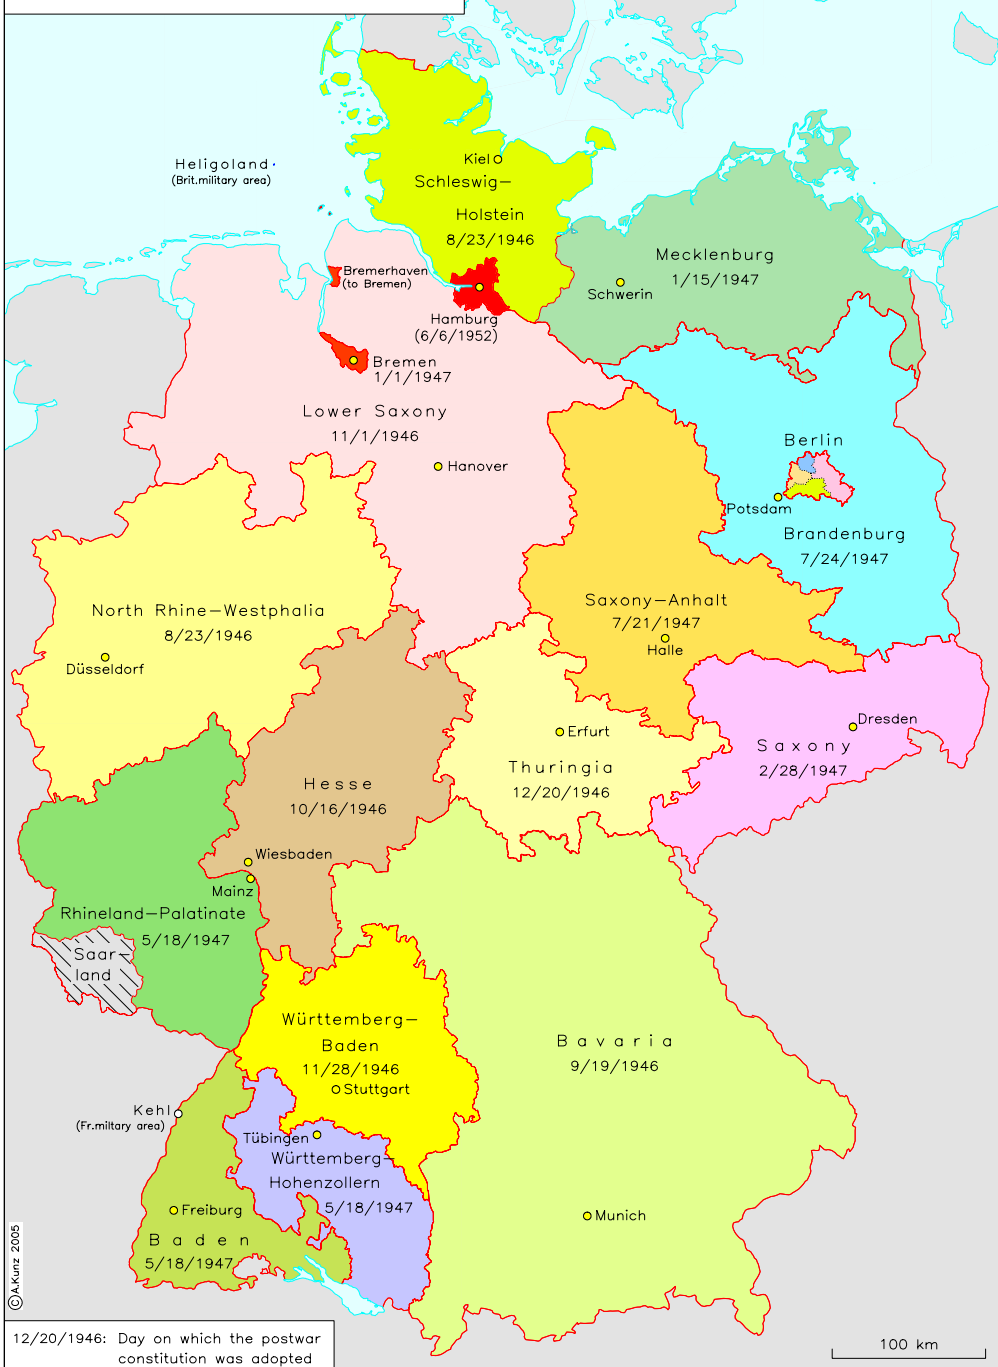 Kiel
Schleswig–
Holstein
8/23/1946
Heligoland
(Brit.military area)
Mecklenburg
1/15/1947
Schwerin
Bremerhaven
(to Bremen)
Hamburg
(6/6/1952)
Bremen
1/1/1947
Lower Saxony
11/1/1946
Hanover
Berlin
Potsdam
Brandenburg
7/24/1947
North Rhine–Westphalia
8/23/1946
Düsseldorf
Saxony–Anhalt
7/21/1947
Halle
Dresden
Saxony
2/28/1947
Erfurt
Thuringia
12/20/1946
Hesse
10/16/1946
Wiesbaden
Mainz
Rhineland–Palatinate
5/18/1947
Saar–
land
Württemberg–
Baden
11/28/1946
Stuttgart
Bavaria
9/19/1946
Kehl
(Fr.miltary area)
Tübingen
Württemberg–
Hohenzollern
5/18/1947
Freiburg
Baden
5/18/1947
Munich
©A.Kunz 2005
12/20/1946: Day on which the postwar
constitution was adopted
100 km